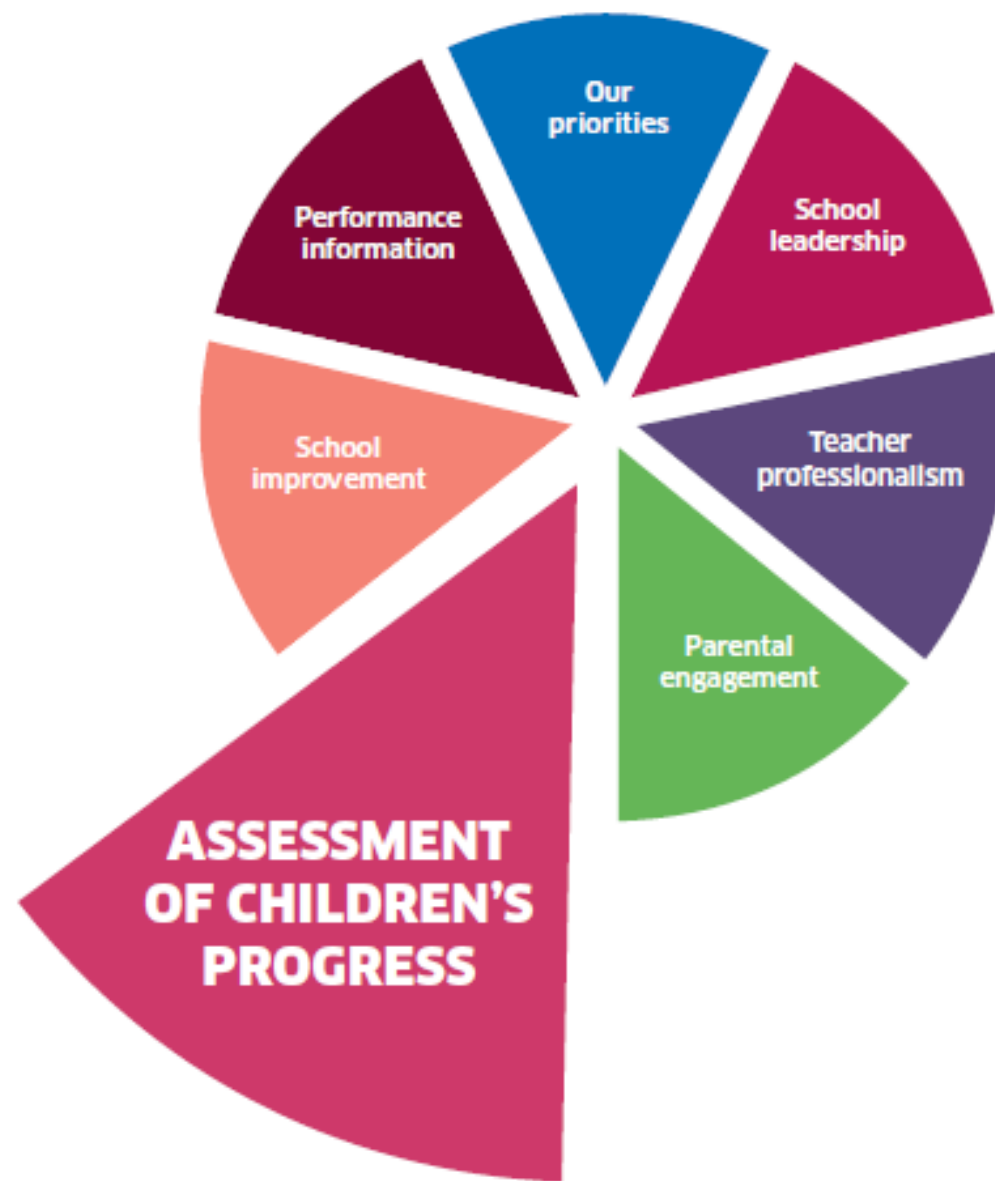 Our
priorities
School
leadership
Teacher
professionalism
Parental
engagement
ASSESSMENT
OF CHILDREN’S
PROGRESS
School
improvement
Performance
information